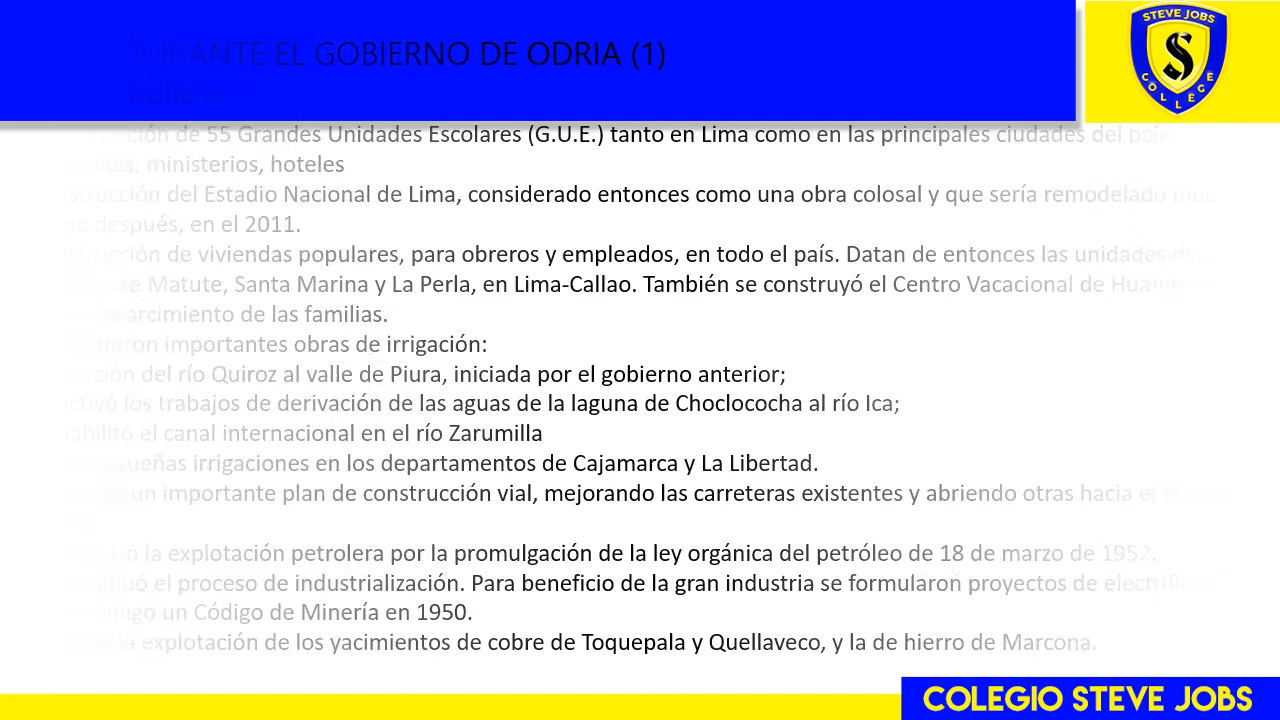 DURANTE EL GOBIERNO DE ODRIA (1)
STEVE JOBS
S
COLLEGE
de 55 Grandes Unidades Escolares (G.U.E.) tanto en Lima como en las principales ciudades del país
ministerios, hoteles
del Estadio Nacional de Lima, considerado entonces como una obra colosal y que sería remodelado
después, en el 2011.
de viviendas populares, para obreros y empleados, en todo el país. Datan de entonces las unidades
Matute, Santa Marina y La Perla, en Lima-Callao. También se construyó el Centro Vacacional de
de las familias.
importantes obras de irrigación:
del río Quiroz al valle de Piura, iniciada por el gobierno anterior;
los trabajos de derivación de las aguas de la laguna de Choclococha al río Ica;
el canal internacional en el río Zarumilla
irrigaciones en los departamentos de Cajamarca y La Libertad.
un importante plan de construcción vial, mejorando las carreteras existentes y abriendo otras hacia
la explotación petrolera por la promulgación de la ley orgánica del petróleo de 18 de marzo de 1952.
el proceso de industrialización. Para beneficio de la gran industria se formularon proyectos de
un Código de Minería en 1950.
explotación de los yacimientos de cobre de Toquepala y Quellaveco, y la de hierro de Marcona.
COLEGIO STEVE JOBS